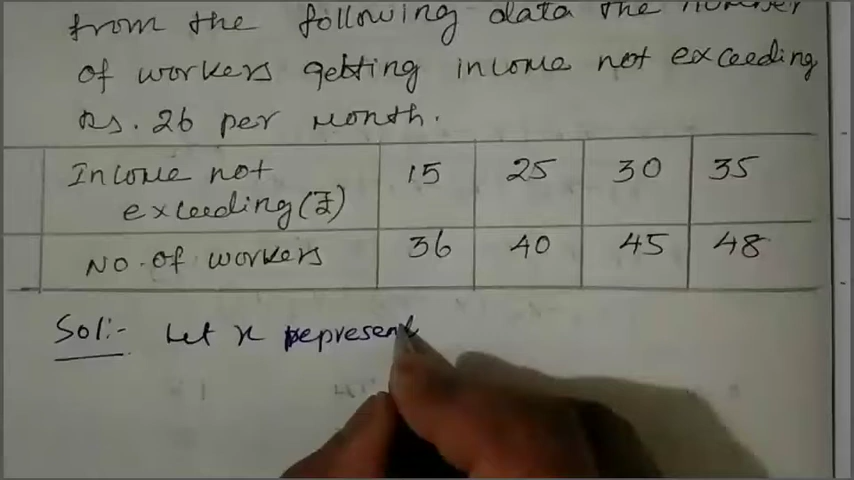 from the following data the number
of workers getting income not exceeding
Rs. 26 per month.
Income not exceeding (₹) 15 25 30 35
No. of workers 36 40 45 48
Sol:- Let x represent